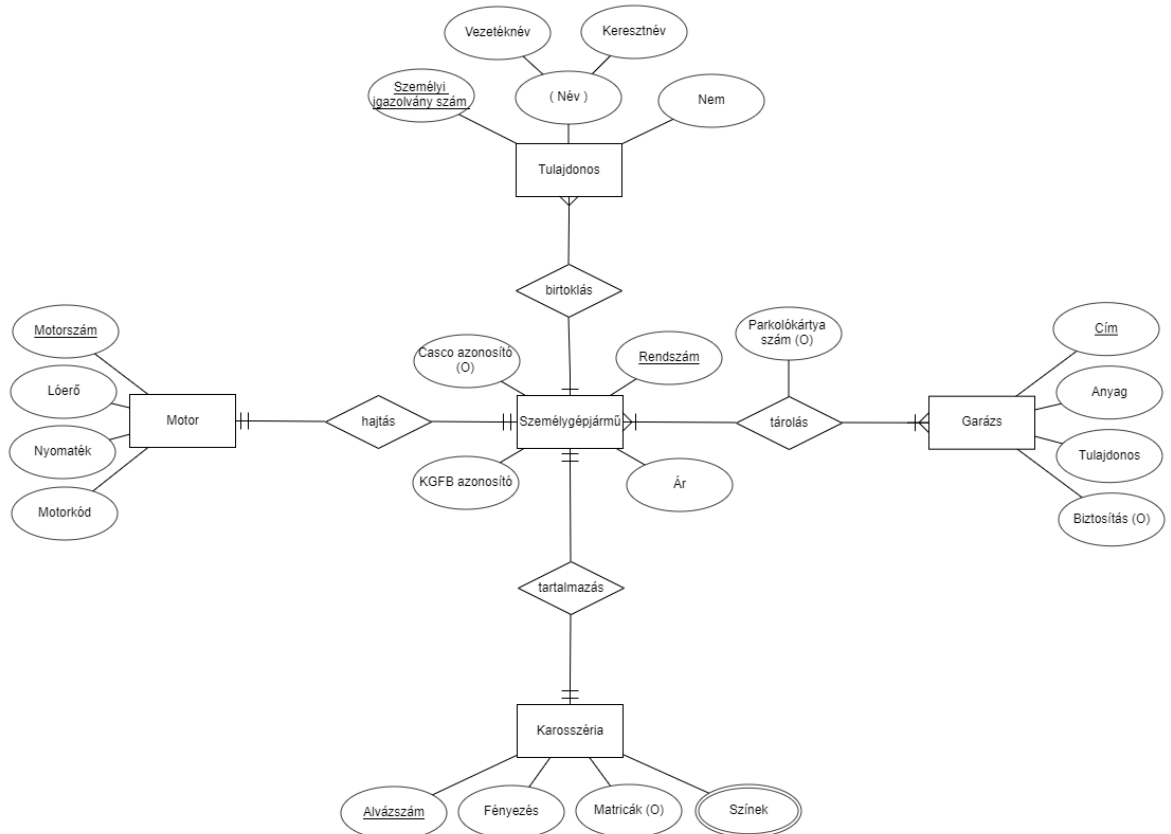 Vezetéknév
Keresztnév
Személyi
igazolvány szám
( Név )
Nem
Tulajdonos
birtoklás
Motorszám
Lóerő
Nyomaték
Motorkód
Motor
hajtás
Casco azonosító
(O)
Rendszám
Személygépjármű
KGFB azonosító
Ár
Parkolókártya
szám (O)
tárolás
Garázs
Cím
Anyag
Tulajdonos
Biztosítás (O)
tartalmazás
Karosszéria
Alvázszám
Fényezés
Matricák (O)
Színek